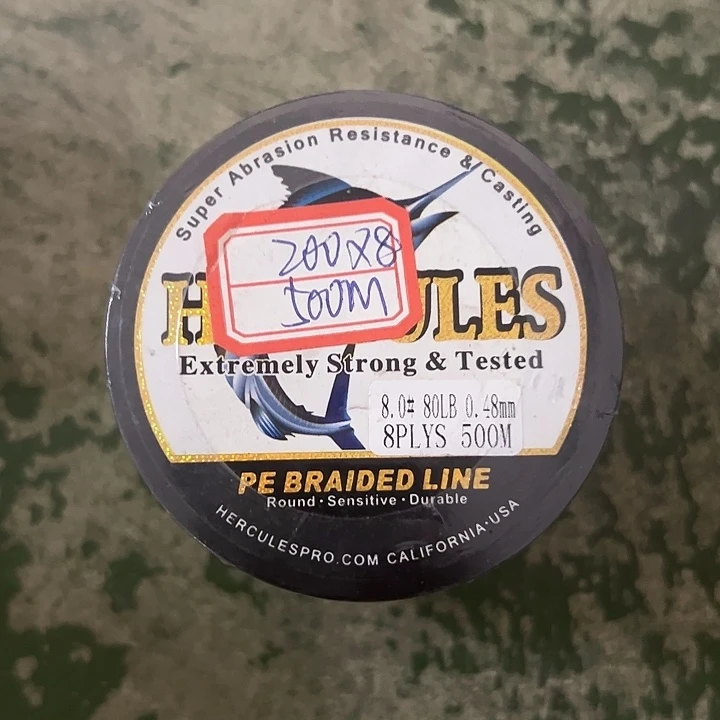 Super Abrasion Resistance & Casting
200X8
500M
H ULES
Extremely Strong & Tested
8.0# 80LB 0.48mm
8PLYS 500M
PE BRAIDED LINE
Round · Sensitive · Durable
HERCULESPRO.COM CALIFORNIA·USA